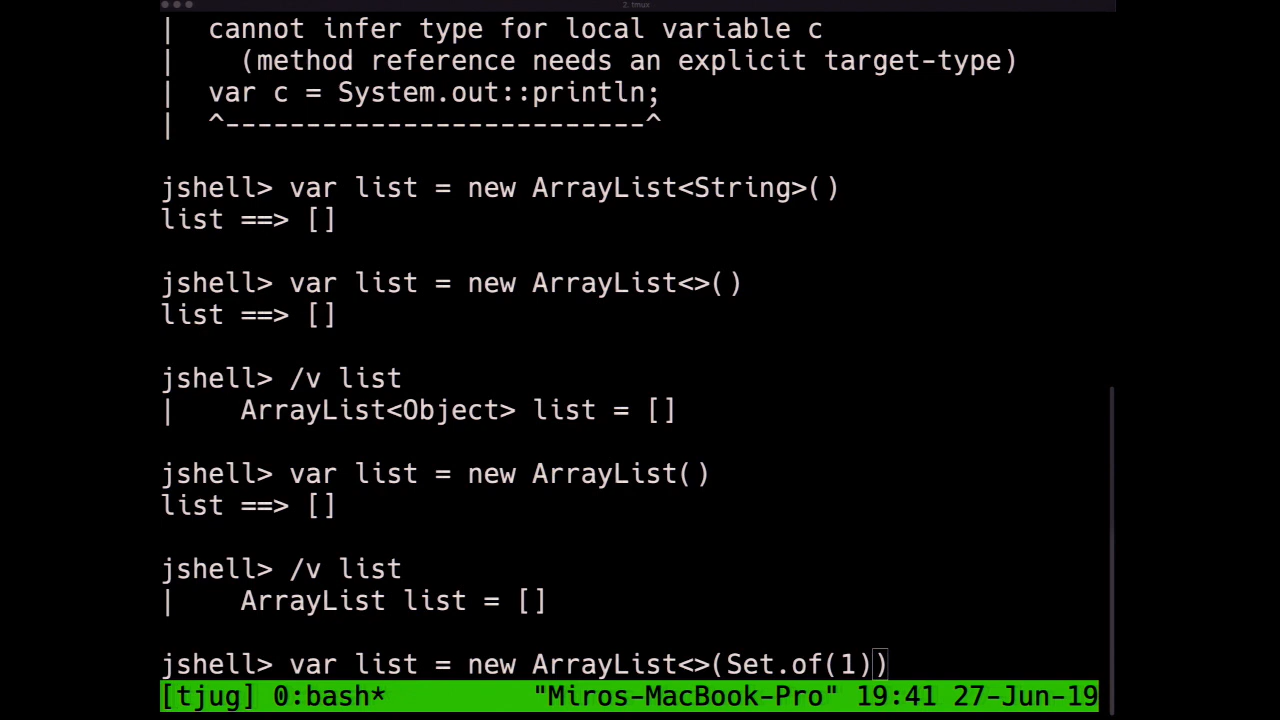 2. tmux
|  cannot infer type for local variable c
|    (method reference needs an explicit target-type)
|  var c = System.out::println;
|  ^--------------------------^
jshell> var list = new ArrayList<String>()
list ==> []
jshell> var list = new ArrayList<>()
list ==> []
jshell> /v list
|    ArrayList<Object> list = []
jshell> var list = new ArrayList()
list ==> []
jshell> /v list
|    ArrayList list = []
jshell> var list = new ArrayList<>(Set.of(1))
[tjug] 0:bash* "Miros-MacBook-Pro" 19:41 27-Jun-19